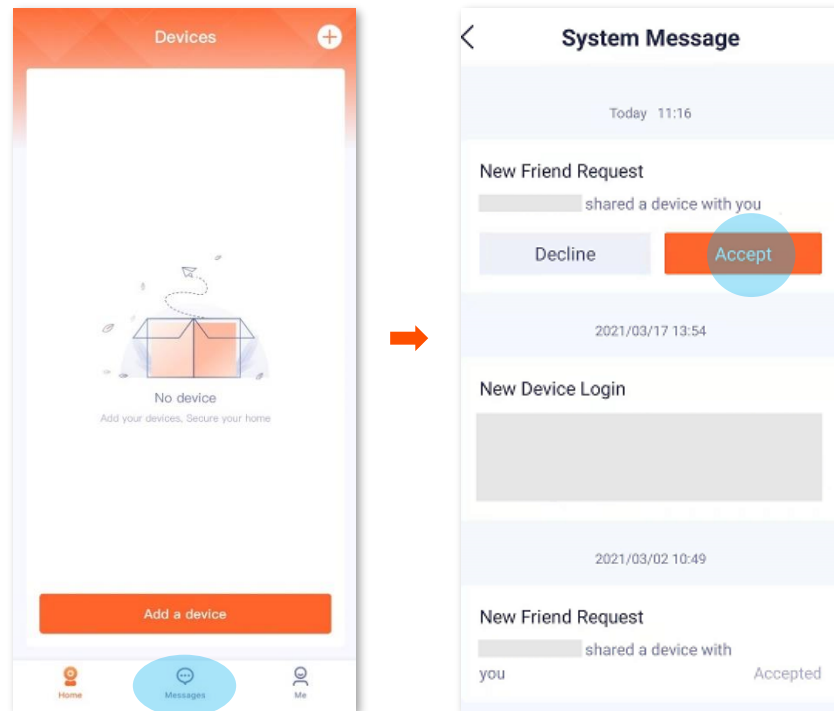 Devices
No device
Add your devices, Secure your home
Add a device
Home
Messages
Me
System Message
Today 11:16
New Friend Request
shared a device with you
Decline
Accept
2021/03/17 13:54
New Device Login
2021/03/02 10:49
New Friend Request
shared a device with
you
Accepted